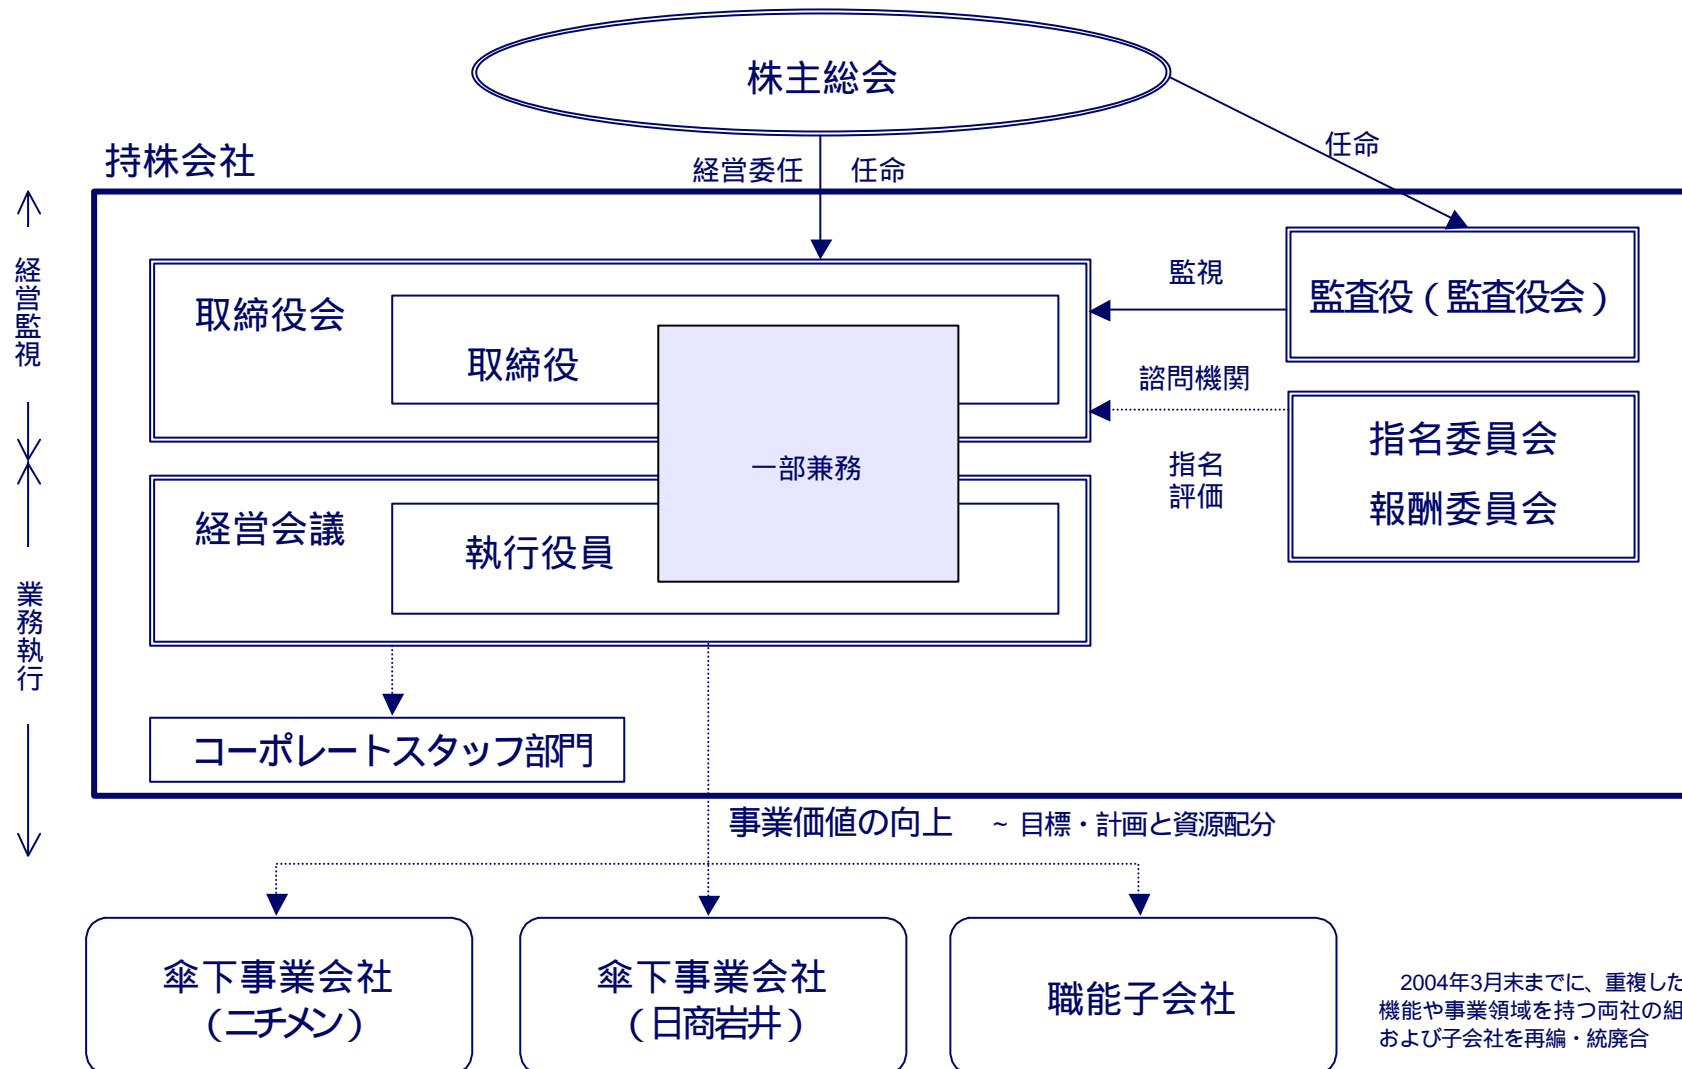 株主総会
任命
持株会社
経営委任 任命
経営監視
取締役会
取締役
監視
監査役(監査役会)
諮問機関
指名委員会
報酬委員会
指名
評価
一部兼務
経営会議
執行役員
業務執行
コーポレートスタッフ部門
事業価値の向上 ~ 目標・計画と資源配分
傘下事業会社
(ニチメン)
傘下事業会社
(日商岩井)
職能子会社
2004年3月末までに、重複した
機能や事業領域を持つ両社の組
および子会社を再編・統廃合